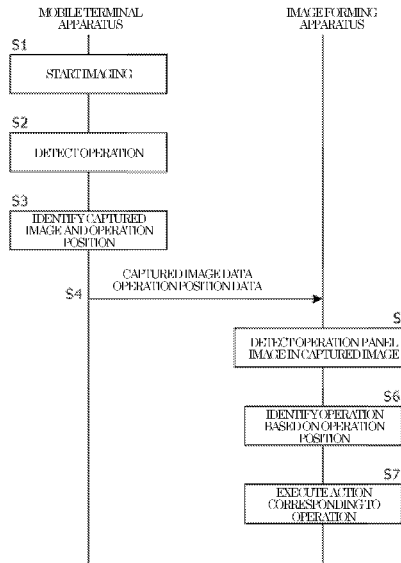 MOBILE TERMINAL
APPARATUS
IMAGE FORMING
APPARATUS
S1
START IMAGING
S2
DETECT OPERATION
S3
IDENTIFY CAPTURED
IMAGE AND OPERATION
POSITION
CAPTURED IMAGE DATA
OPERATION POSITION DATA
S4
S
DETECT OPERATION PANEL
IMAGE IN CAPTURED IMAGE
S6
IDENTIFY OPERATION
BASED ON OPERATION
POSITION
S7
EXECUTE ACTION
CORRESPONDING TO
OPERATION